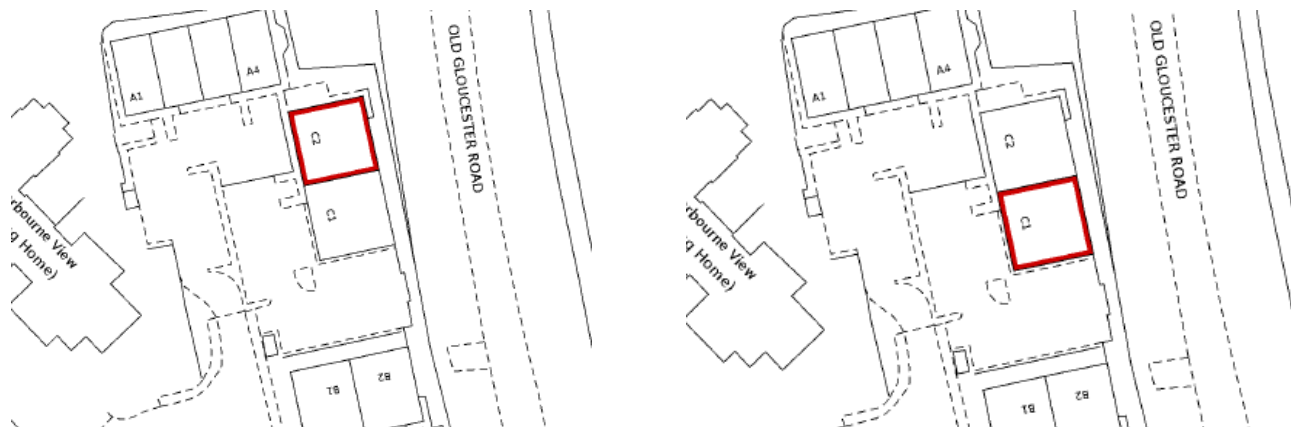 A1
A4
OLD GLOUCESTER ROAD
C2
C1
rbourne View
g Home)
B1
B2
A1
A4
OLD GLOUCESTER ROAD
C2
C1
rbourne View
g Home)
B1
B2